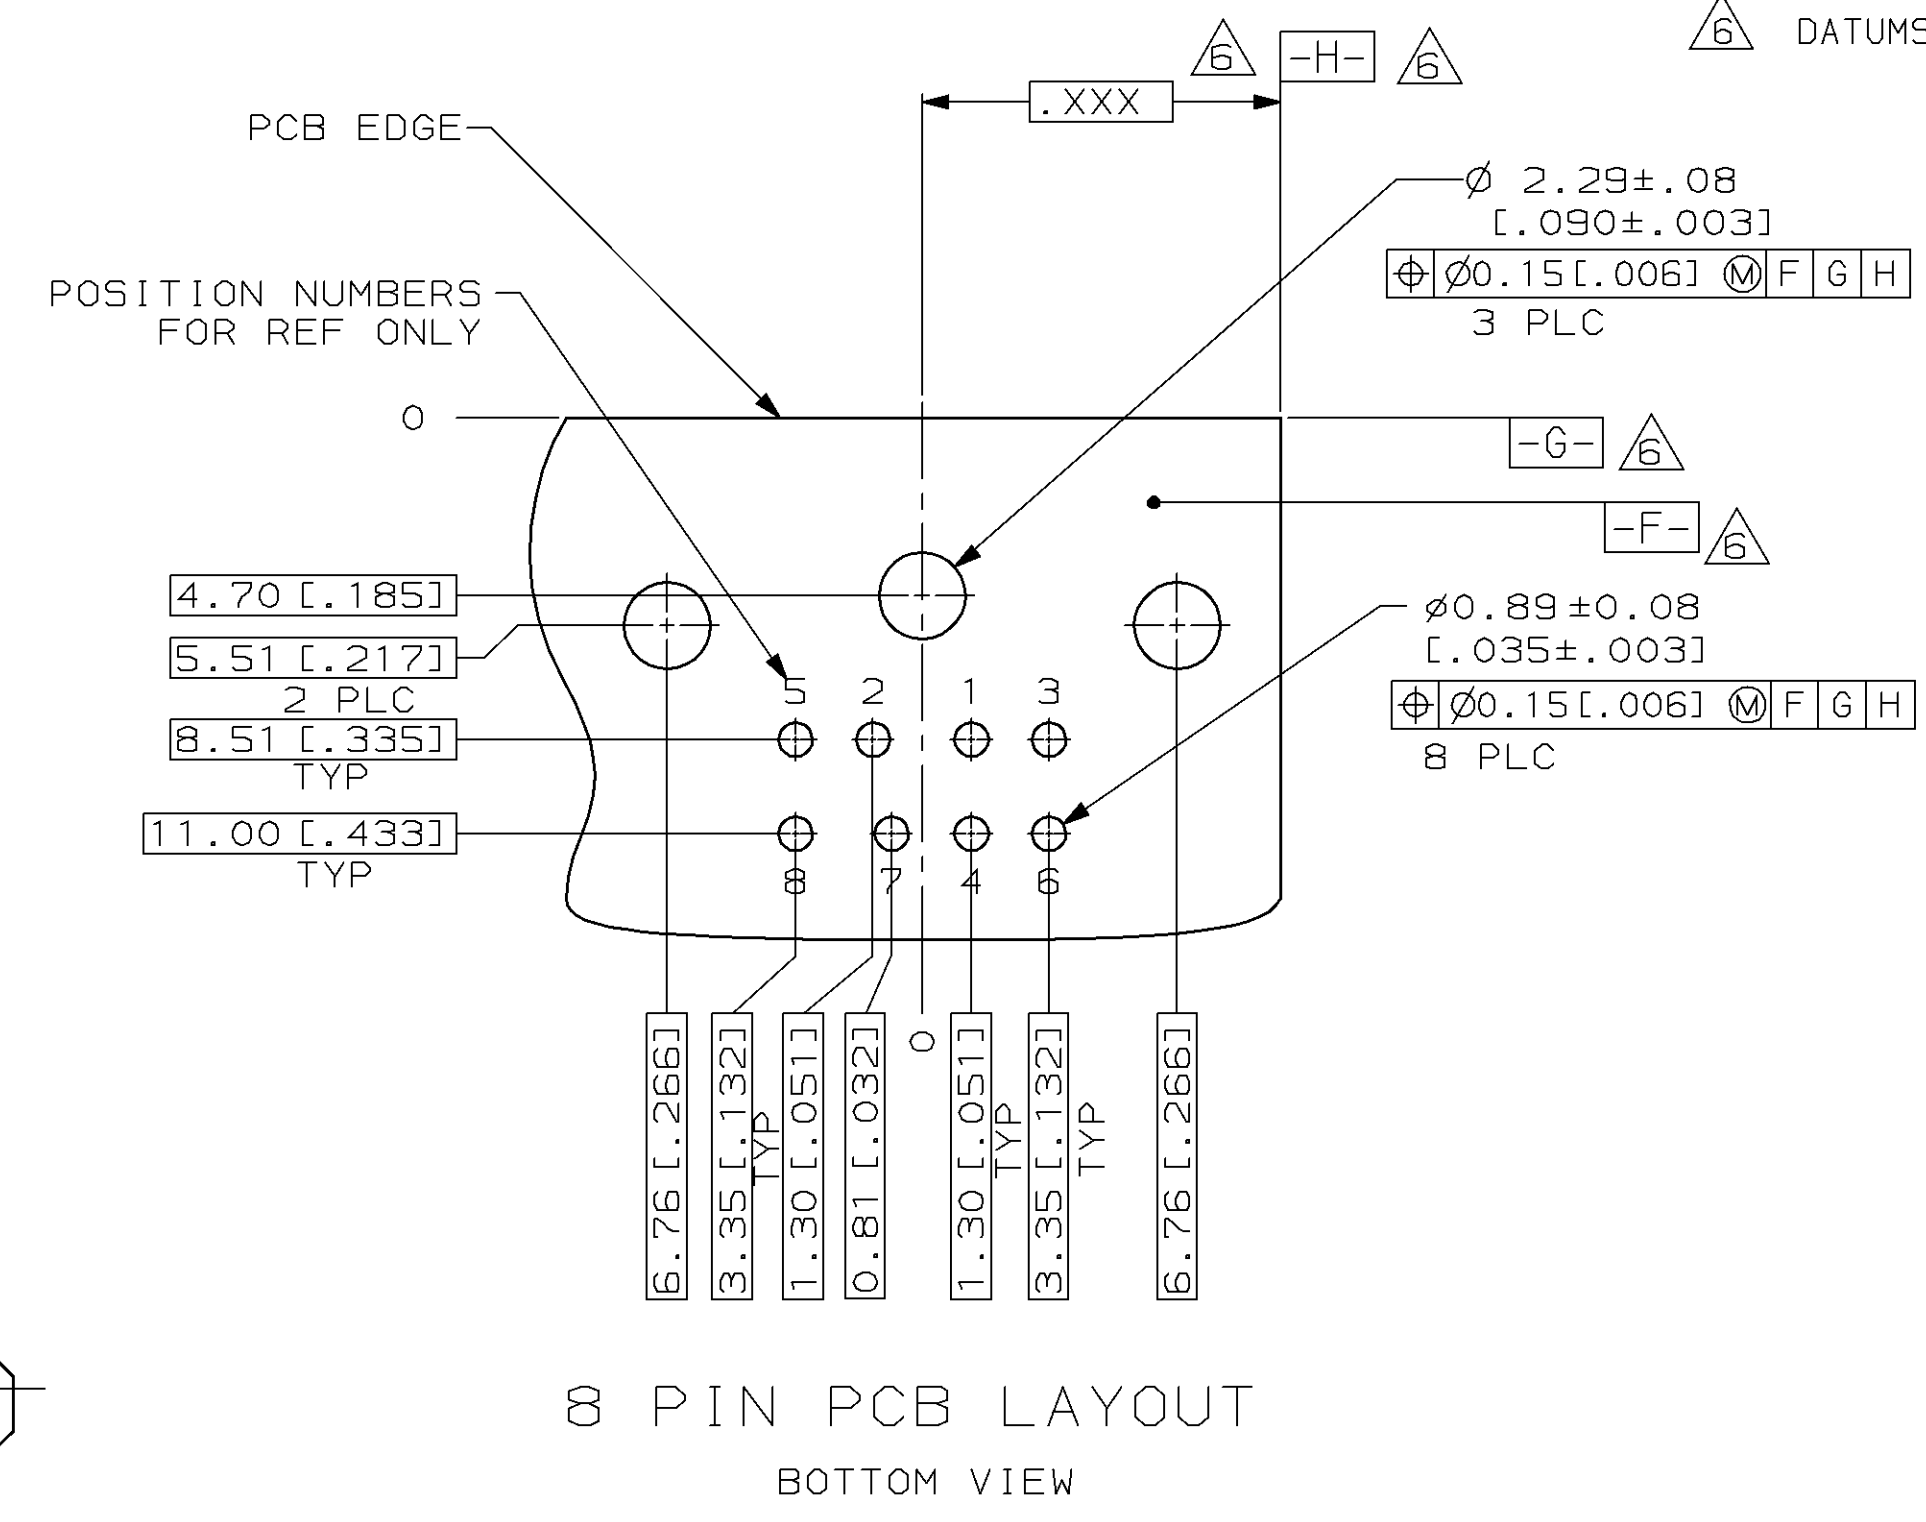 6 DATUMS
6 -H- 6
.XXX
PCB EDGE
Ø 2.29±.08
[.090±.003]
⌖ Ø0.15[.006] Ⓜ F G H
3 PLC
POSITION NUMBERS
FOR REF ONLY
0
-G- 6
-F- 6
4.70 [.185]
5.51 [.217]
2 PLC
8.51 [.335]
TYP
11.00 [.433]
TYP
Ø0.89±0.08
[.035±.003]
⌖ Ø0.15[.006] Ⓜ F G H
8 PLC
5 2 1 3
8 7 4 6
6.76 [.266]
3.35 [.132]
TYP
1.30 [.051]
0.81 [.032]
0
1.30 [.051]
TYP
3.35 [.132]
TYP
6.76 [.266]
8 PIN PCB LAYOUT
BOTTOM VIEW